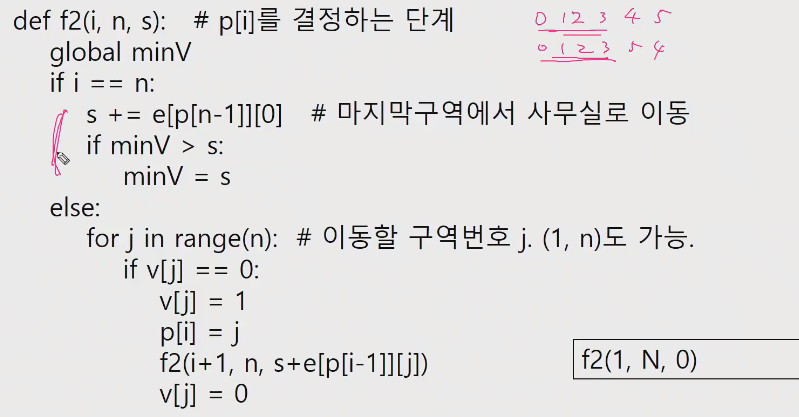 def f2(i, n, s):   # p[i]를 결정하는 단계
0 1 2 3 4 5
0 1 2 3 5 4
global minV
if i == n:
s += e[p[n-1]][0]   # 마지막구역에서 사무실로 이동
if minV > s:
minV = s
else:
for j in range(n):   # 이동할 구역번호 j. (1, n)도 가능.
if v[j] == 0:
v[j] = 1
p[i] = j
f2(i+1, n, s+e[p[i-1]][j])
v[j] = 0
f2(1, N, 0)